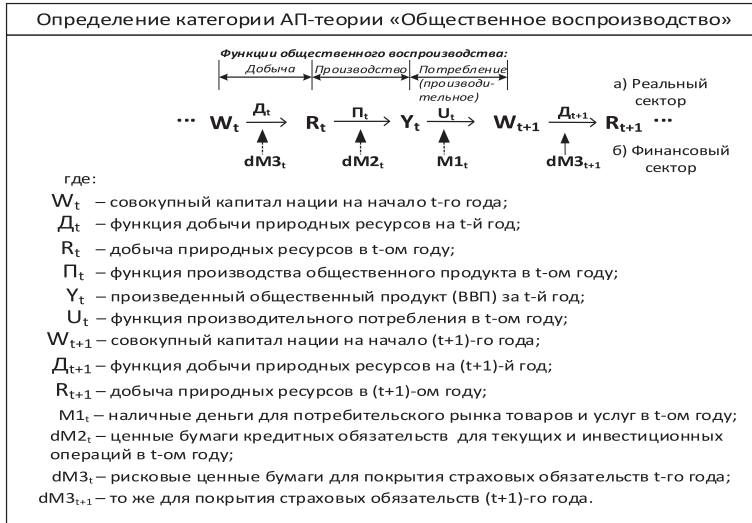 Определение категории АП-теории «Общественное воспроизводство»
Функции общественного воспроизводства:
Добыча Производство Потребление
(производи-
тельное)
а) Реальный
сектор
Дt Пt Ut Дt+1
... Wt Rt Yt Wt+1 Rt+1 ...
dM3t dM2t M1t dM3t+1
б) Финансовый
сектор
где:
Wt – совокупный капитал нации на начало t-го года;
Дt – функция добычи природных ресурсов на t-й год;
Rt – добыча природных ресурсов в t-ом году;
Пt – функция производства общественного продукта в t-ом году;
Yt – произведенный общественный продукт (ВВП) за t-й год;
Ut – функция производительного потребления в t-ом году;
Wt+1 – совокупный капитал нации на начало (t+1)-го года;
Дt+1 – функция добычи природных ресурсов на (t+1)-й год;
Rt+1 – добыча природных ресурсов в (t+1)-ом году;
M1t – наличные деньги для потребительского рынка товаров и услуг в t-ом году;
dM2t – ценные бумаги кредитных обязательств для текущих и инвестиционных
операций в t-ом году;
dM3t – рисковые ценные бумаги для покрытия страховых обязательств t-го года;
dM3t+1 – то же для покрытия страховых обязательств (t+1)-го года.